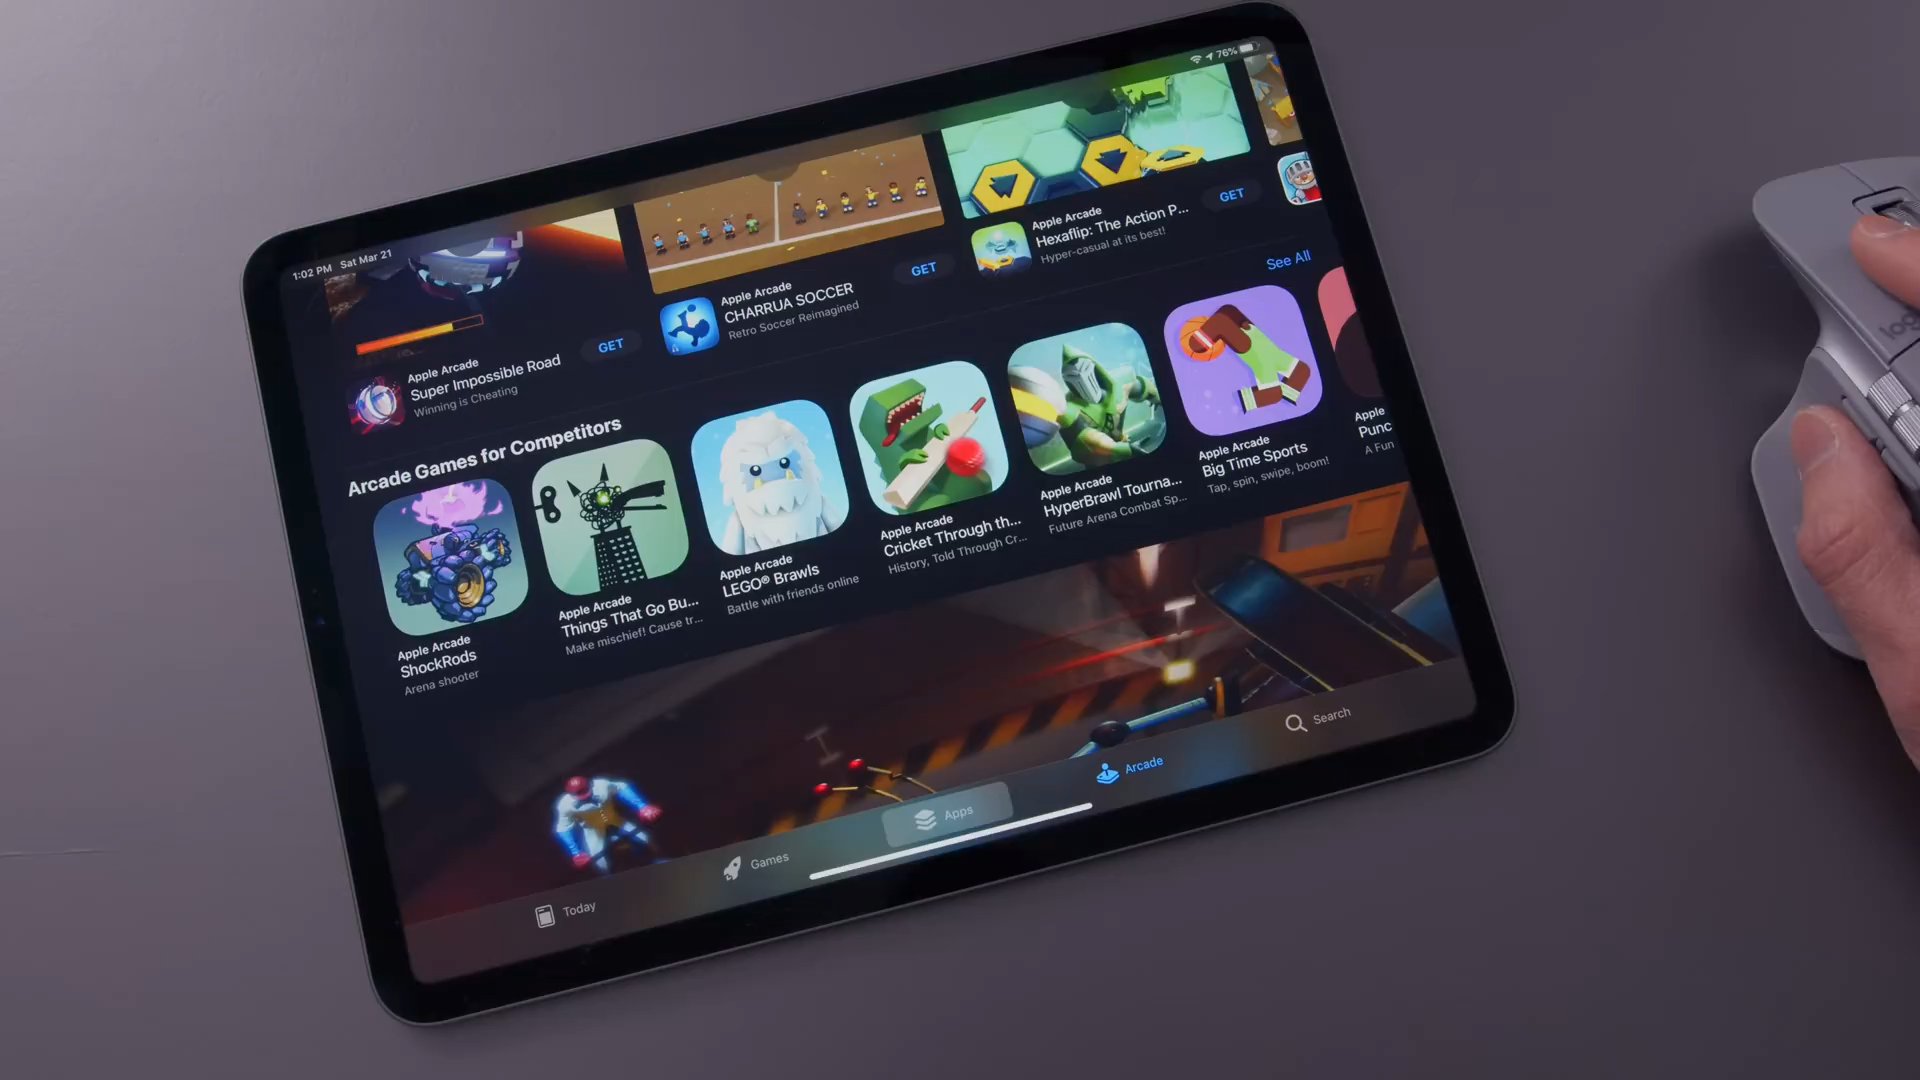 1:02 PM Sat Mar 21
76%
Apple Arcade
Super Impossible Road
Winning is Cheating
GET
Apple Arcade
CHARRUA SOCCER
Retro Soccer Reimagined
GET
Apple Arcade
Hexaflip: The Action P...
Hyper-casual at its best!
GET
Arcade Games for Competitors
See All
Apple Arcade
ShockRods
Arena shooter
Apple Arcade
Things That Go Bu...
Make mischief! Cause tr...
Apple Arcade
LEGO® Brawls
Battle with friends online
Apple Arcade
Cricket Through th...
History, Told Through Cr...
Apple Arcade
HyperBrawl Tourna...
Future Arena Combat Sp...
Apple Arcade
Big Time Sports
Tap, spin, swipe, boom!
Apple
Punc
A Fun
Today
Games
Apps
Arcade
Search